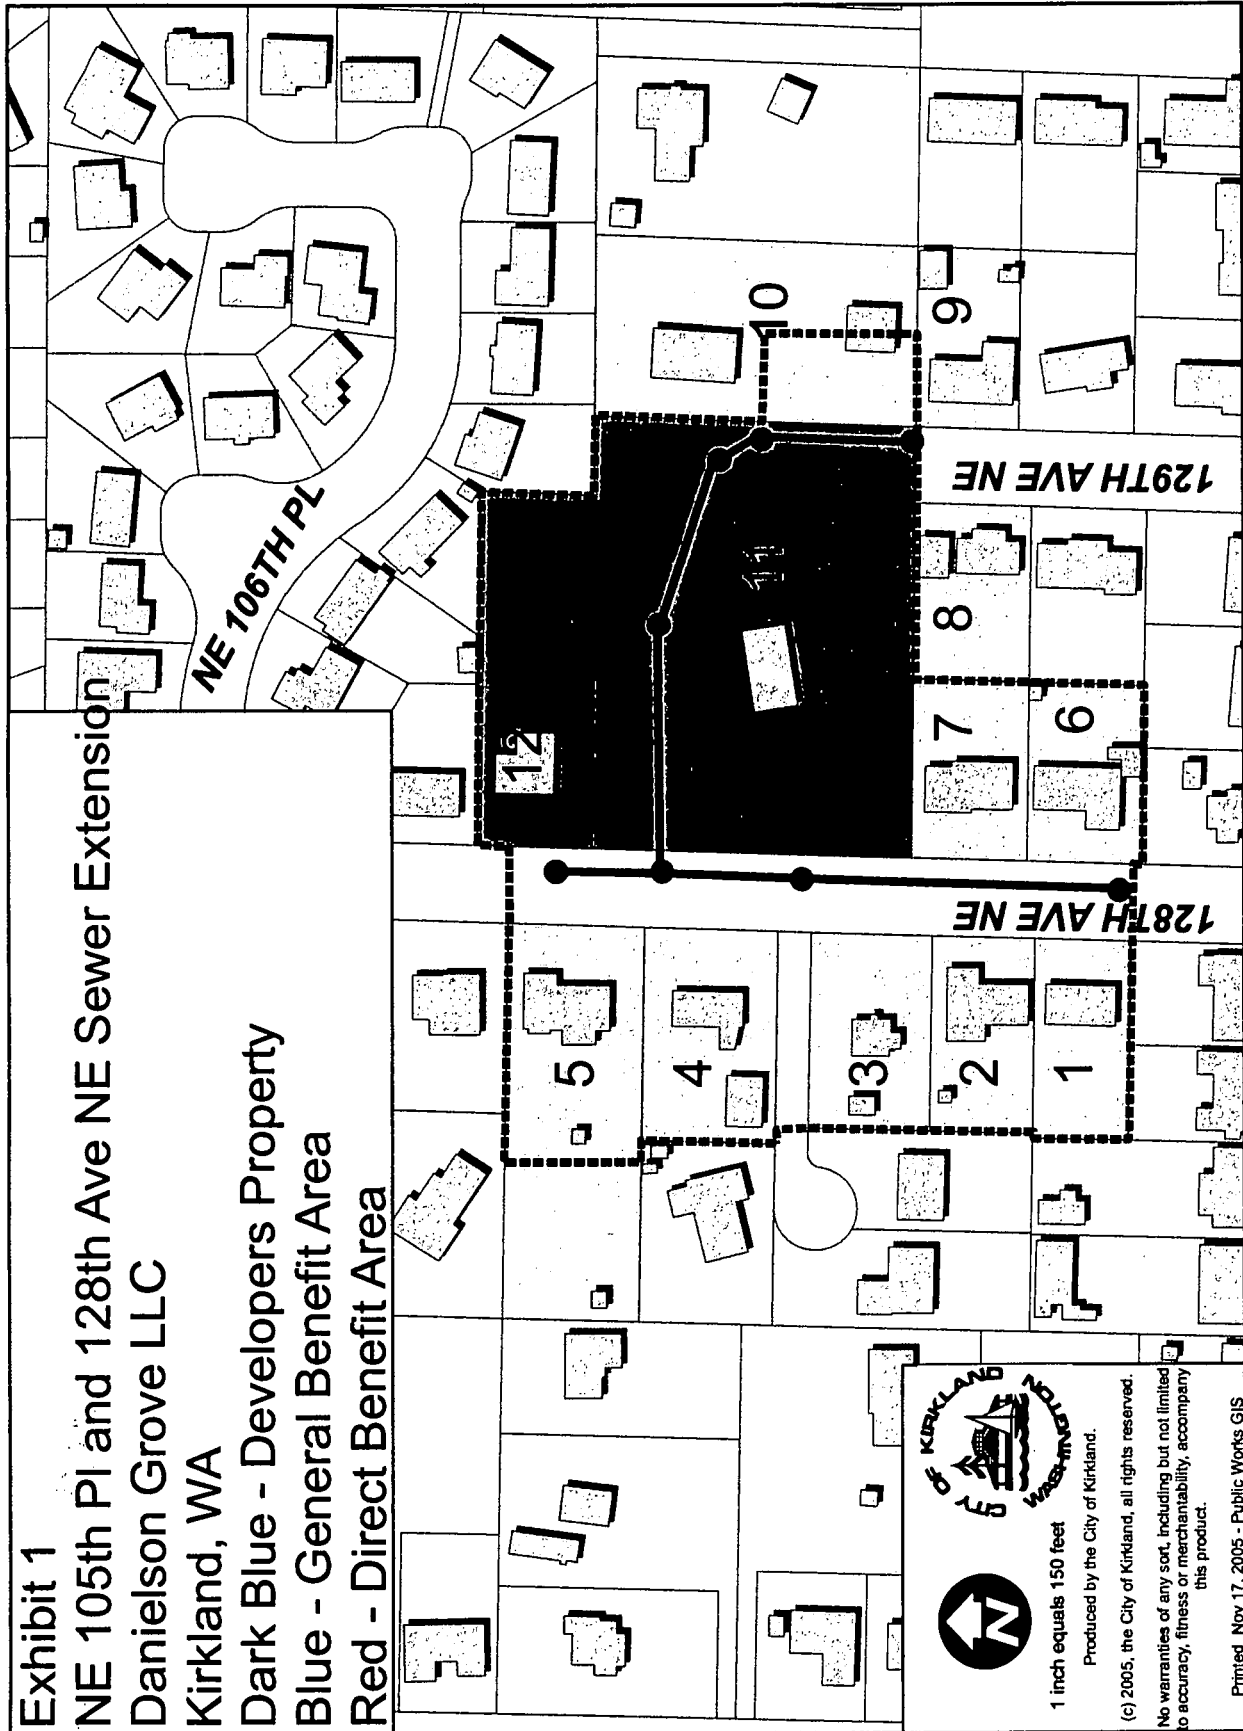 Exhibit 1
NE 105th Pl and 128th Ave NE Sewer Extension
Danielson Grove LLC
Kirkland, WA
Dark Blue - Developers Property
Blue - General Benefit Area
Red - Direct Benefit Area
NE 106TH PL
12
11
10
5
4
3
2
1
7
6
8
9
128TH AVE NE
129TH AVE NE
N
CITY OF KIRKLAND
WASHINGTON
1 inch equals 150 feet
Produced by the City of Kirkland.
(c) 2005, the City of Kirkland, all rights reserved.
No warranties of any sort, including but not limited
to accuracy, fitness or merchantability, accompany
this product.
Printed Nov 17, 2005 - Public Works GIS